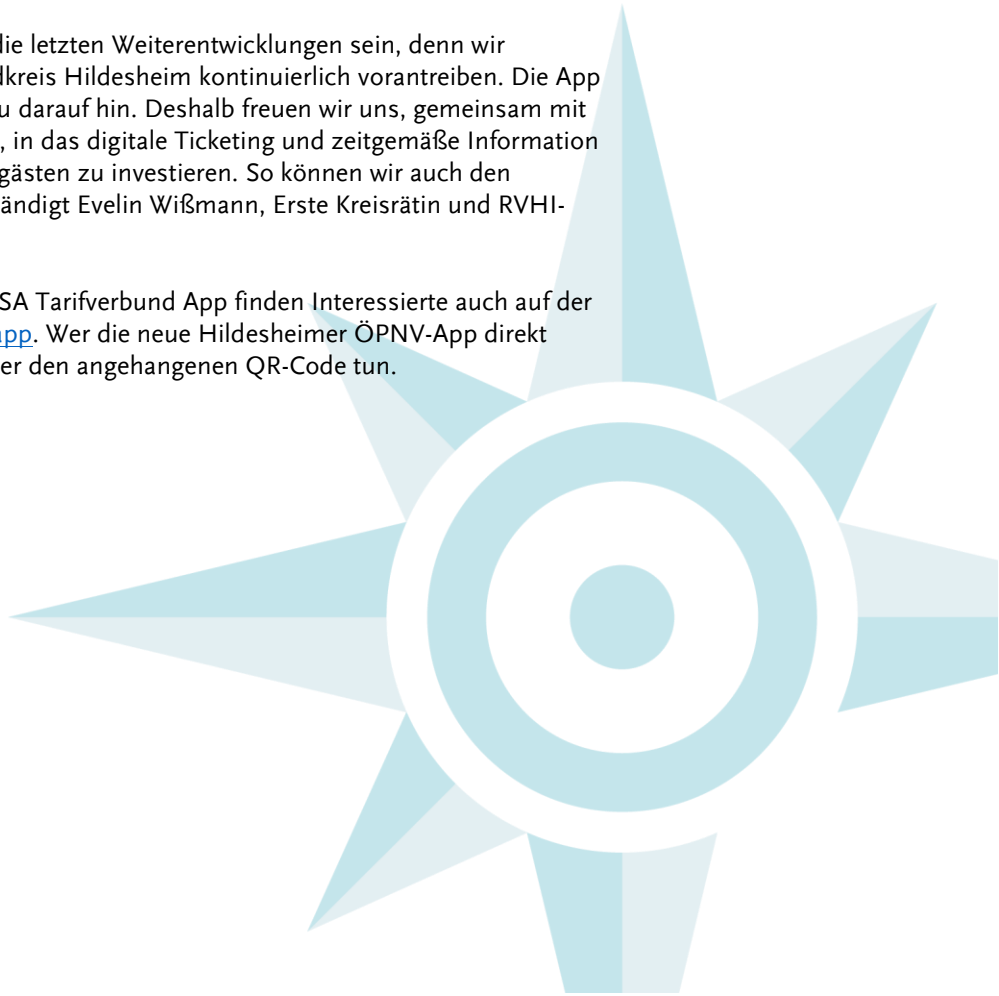 die letzten Weiterentwicklungen sein, denn wir
dkreis Hildesheim kontinuierlich vorantreiben. Die App
u darauf hin. Deshalb freuen wir uns, gemeinsam mit
, in das digitale Ticketing und zeitgemäße Information
gästen zu investieren. So können wir auch den
ändigt Evelin Wißmann, Erste Kreisrätin und RVHI-
SA Tarifverbund App finden Interessierte auch auf der
app. Wer die neue Hildesheimer ÖPNV-App direkt
er den angehangenen QR-Code tun.